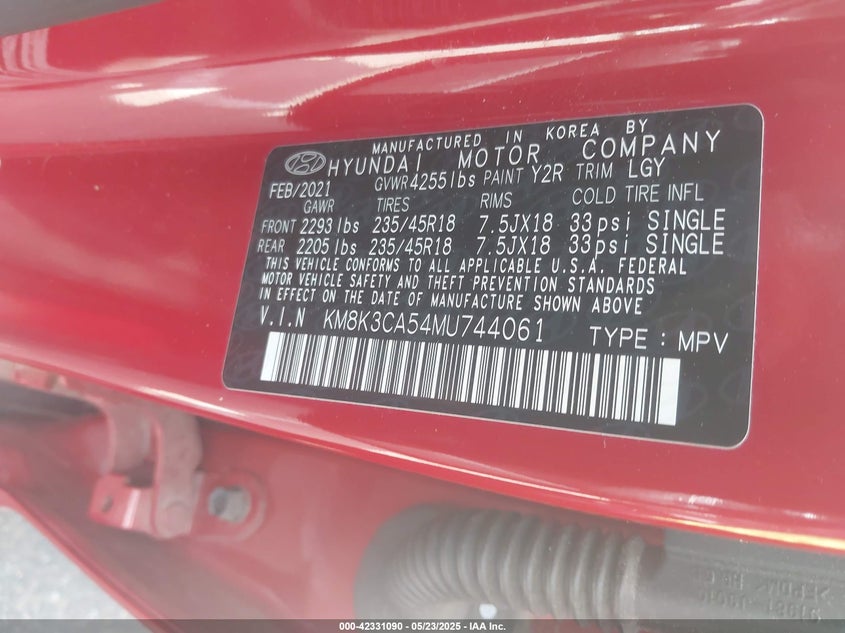 MANUFACTURED IN KOREA BY
HYUNDAI MOTOR COMPANY
FEB/2021 GVWR 4255lbs PAINT Y2R TRIM LGY
GAWR TIRES RIMS COLD TIRE INFL
FRONT 2293lbs 235/45R18 7.5JX18 33psi SINGLE
REAR 2205lbs 235/45R18 7.5JX18 33psi SINGLE
THIS VEHICLE CONFORMS TO ALL APPLICABLE U.S.A. FEDERAL
MOTOR VEHICLE SAFETY AND THEFT PREVENTION STANDARDS
IN EFFECT ON THE DATE OF MANUFACTURE SHOWN ABOVE
V.I.N KM8K3CA54MU744061 TYPE : MPV
000-42331090 - 05/23/2025 - IAA Inc.